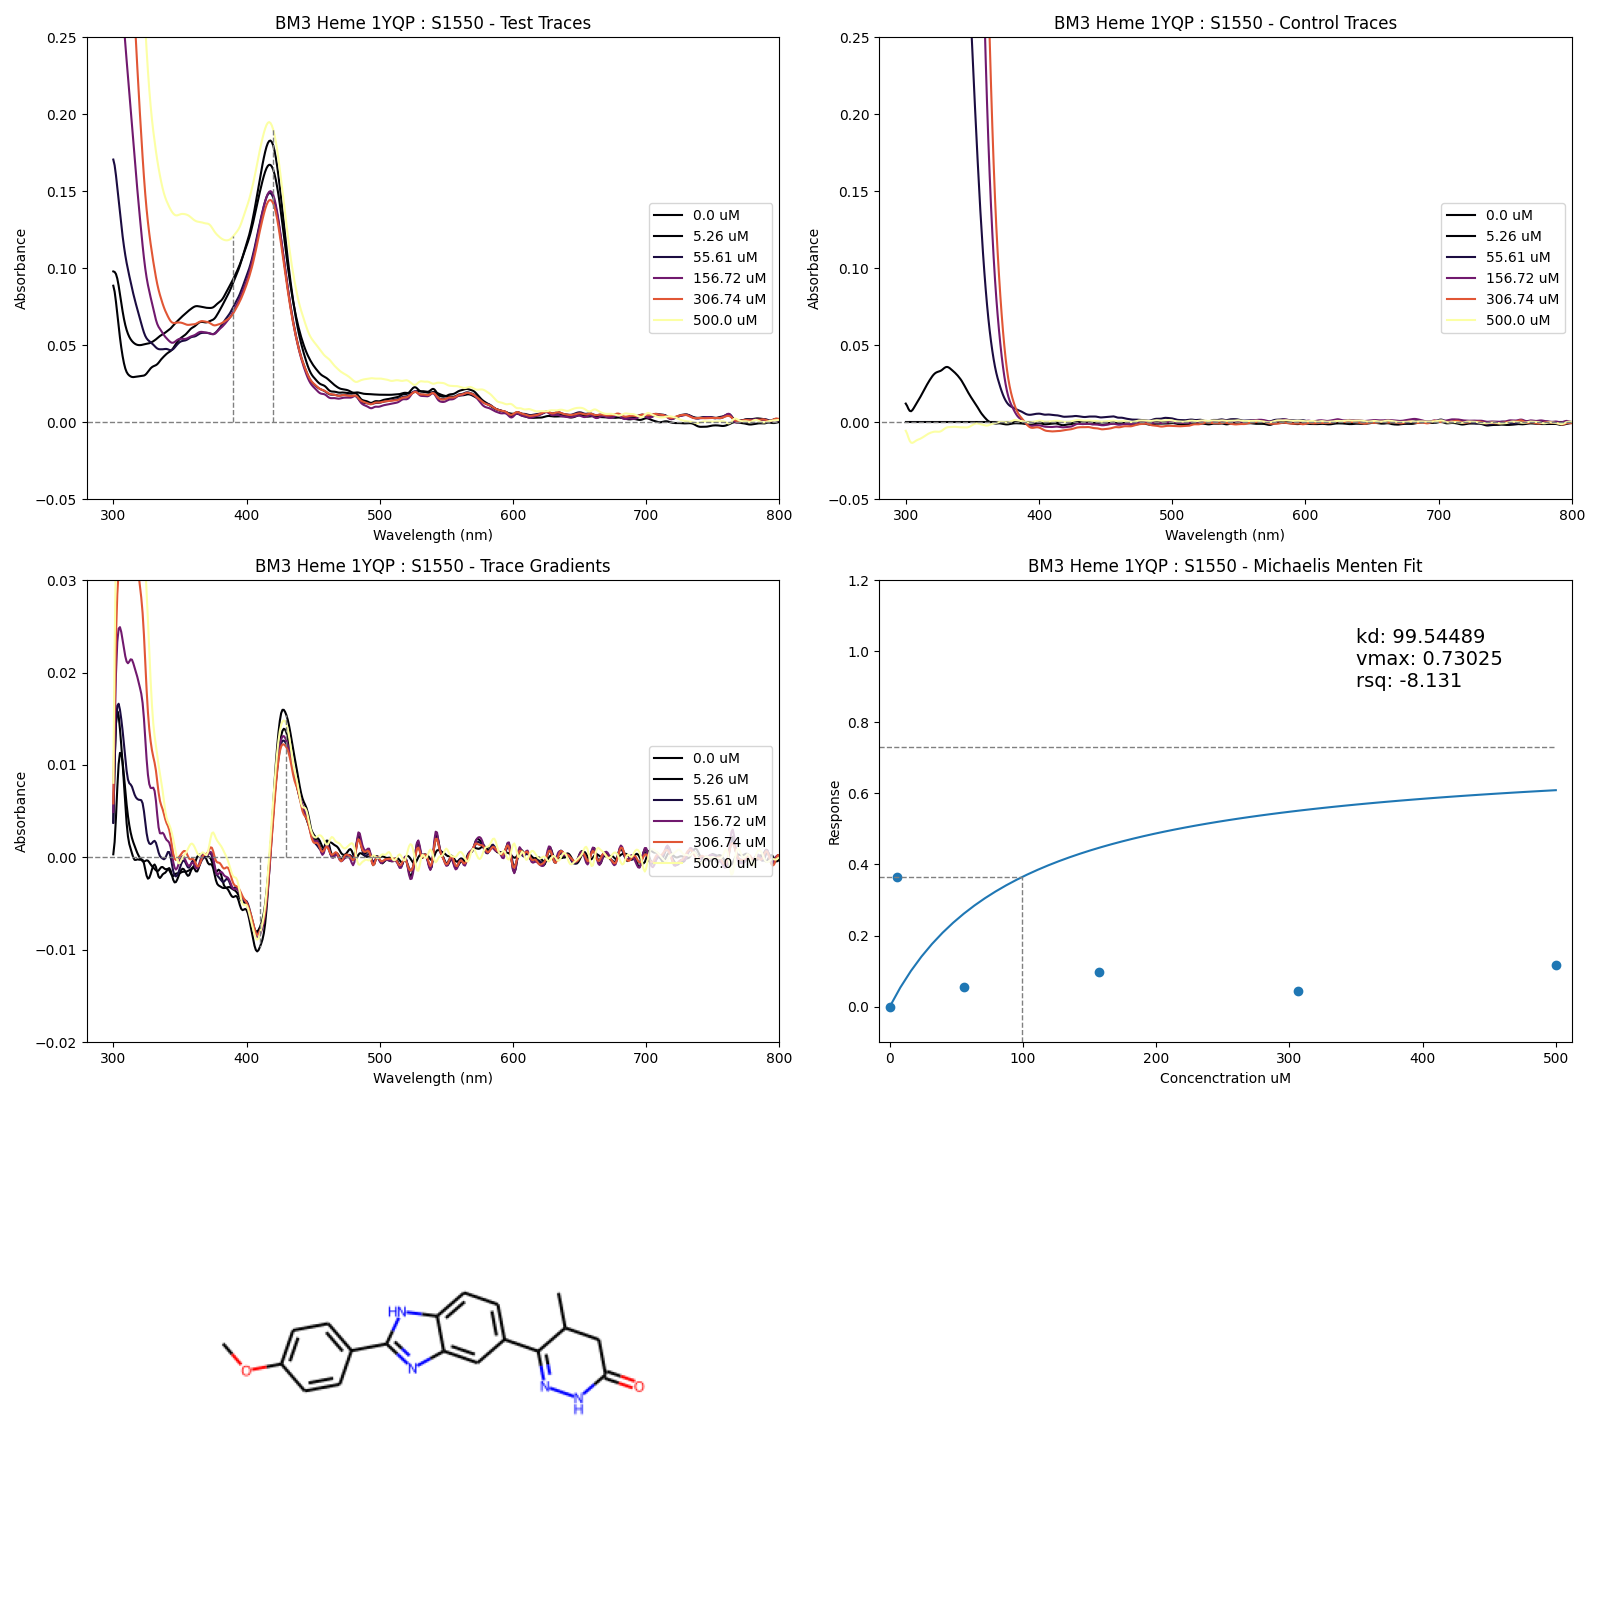 BM3 Heme 1YQP : S1550 - Test Traces
0.25
0.20
0.15
0.10
0.05
0.00
−0.05
Absorbance
300 400 500 600 700 800
Wavelength (nm)
0.0 uM
5.26 uM
55.61 uM
156.72 uM
306.74 uM
500.0 uM
BM3 Heme 1YQP : S1550 - Control Traces
0.25
0.20
0.15
0.10
0.05
0.00
−0.05
Absorbance
300 400 500 600 700 800
Wavelength (nm)
0.0 uM
5.26 uM
55.61 uM
156.72 uM
306.74 uM
500.0 uM
BM3 Heme 1YQP : S1550 - Trace Gradients
0.03
0.02
0.01
0.00
−0.01
−0.02
Absorbance
300 400 500 600 700 800
Wavelength (nm)
0.0 uM
5.26 uM
55.61 uM
156.72 uM
306.74 uM
500.0 uM
BM3 Heme 1YQP : S1550 - Michaelis Menten Fit
1.2
1.0
0.8
0.6
0.4
0.2
0.0
Response
kd: 99.54489
vmax: 0.73025
rsq: -8.131
0 100 200 300 400 500
Concenctration uM
HN
N
O
N
N
H
O